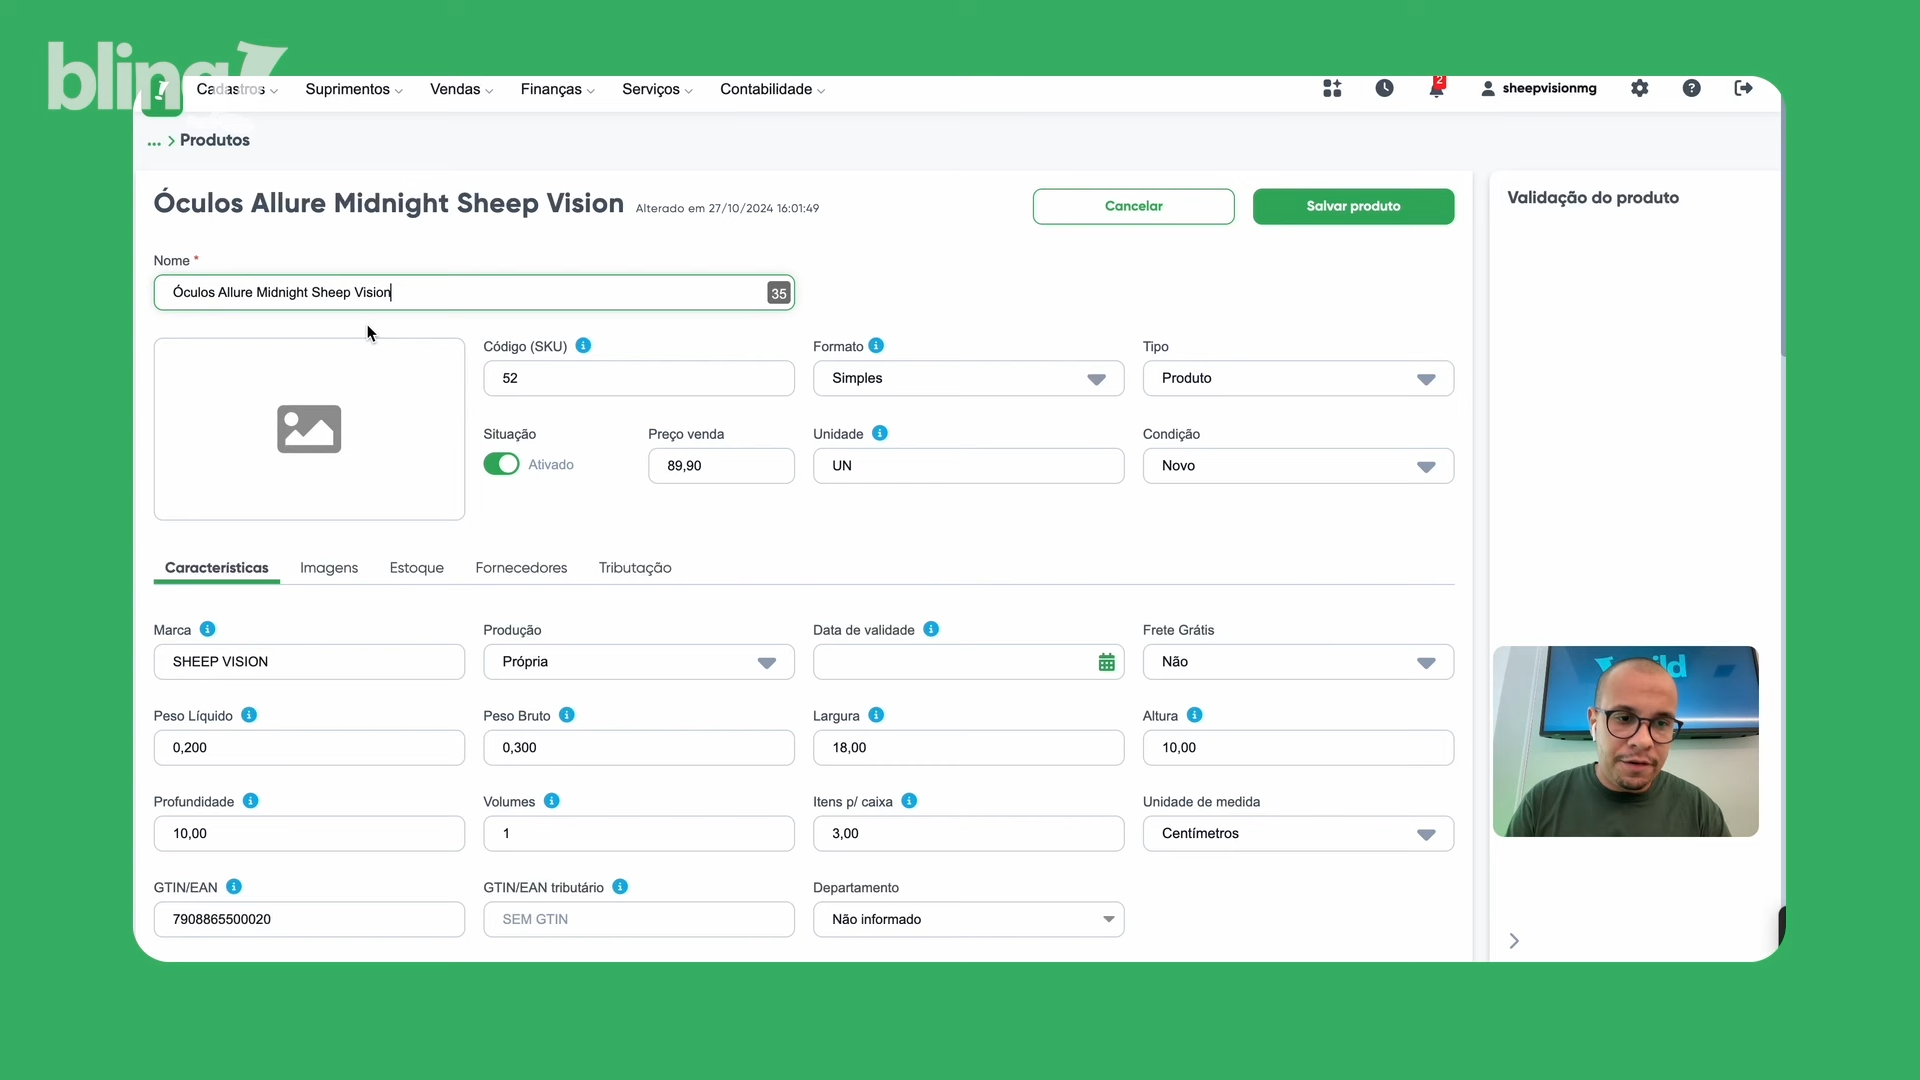 bling
Cadastros
Suprimentos
Vendas
Finanças
Serviços
Contabilidade
2
sheepvisionmg
?
... > Produtos
Óculos Allure Midnight Sheep Vision
Alterado em 27/10/2024 16:01:49
Cancelar
Salvar produto
Validação do produto
Nome *
Óculos Allure Midnight Sheep Vision
35
Código (SKU)
Formato
Tipo
52
Simples
Produto
Situação
Preço venda
Unidade
Condição
Ativado
89,90
UN
Novo
Características
Imagens
Estoque
Fornecedores
Tributação
Marca
Produção
Data de validade
Frete Grátis
SHEEP VISION
Própria
Não
Peso Líquido
Peso Bruto
Largura
Altura
0,200
0,300
18,00
10,00
Profundidade
Volumes
Itens p/ caixa
Unidade de medida
10,00
1
3,00
Centímetros
GTIN/EAN
GTIN/EAN tributário
Departamento
7908865500020
SEM GTIN
Não informado